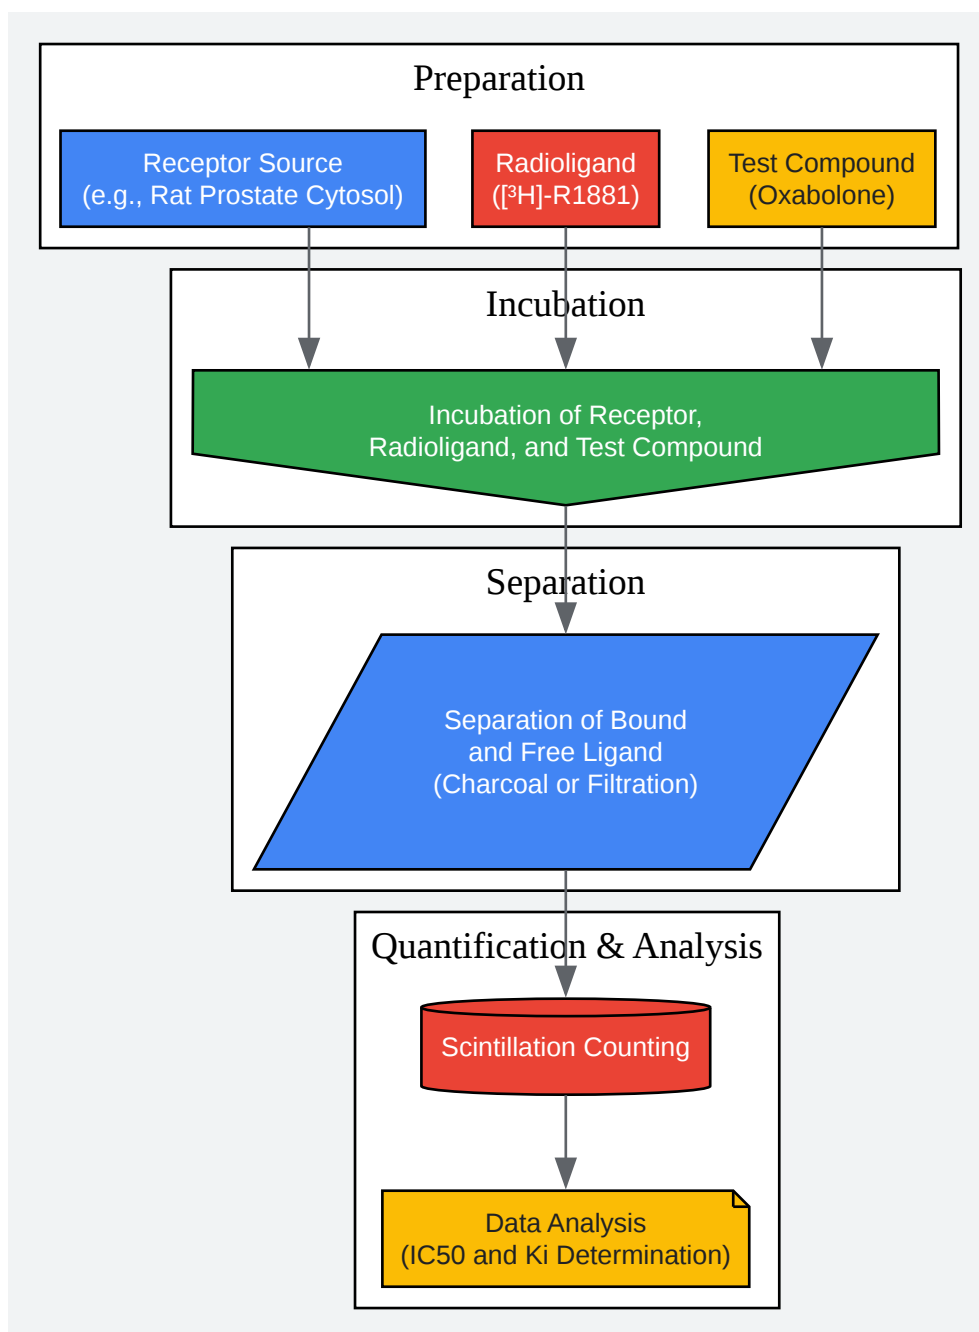 Preparation
Receptor Source
(e.g., Rat Prostate Cytosol)
Radioligand
([³H]-R1881)
Test Compound
(Oxabolone)
Incubation
Incubation of Receptor,
Radioligand, and Test Compound
Separation
Separation of Bound
and Free Ligand
(Charcoal or Filtration)
Quantification & Analysis
Scintillation Counting
Data Analysis
(IC50 and Ki Determination)